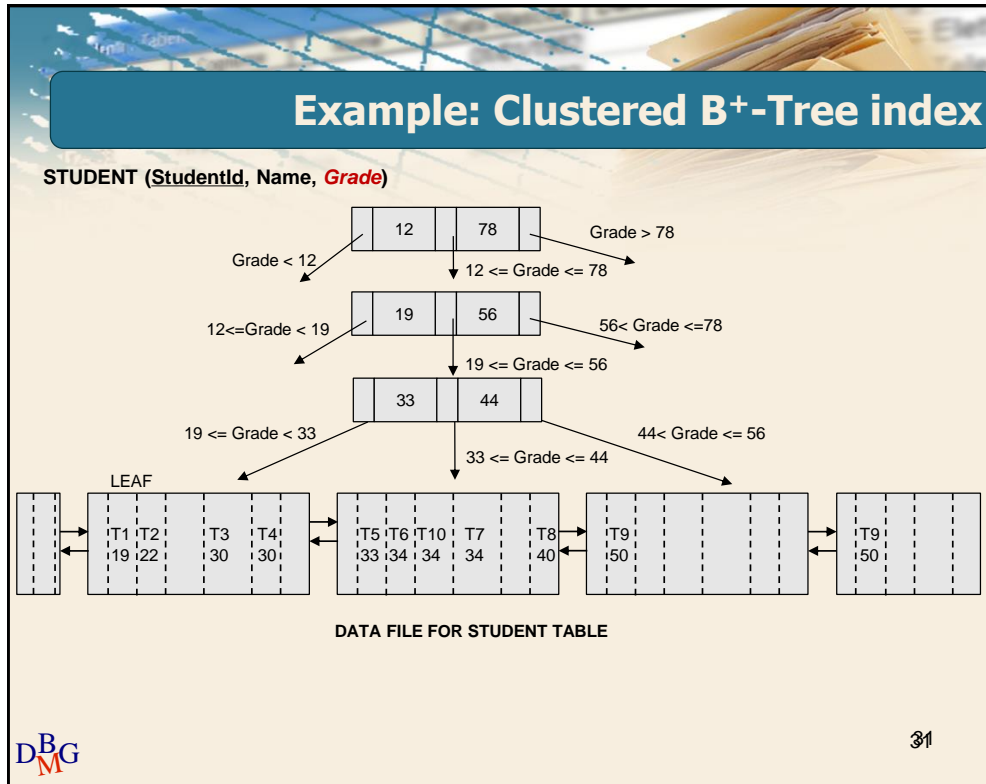 Example: Clustered B+-Tree index
STUDENT (StudentId, Name, Grade)
12 78
Grade < 12
Grade > 78
12 <= Grade <= 78
19 56
12<=Grade < 19
56< Grade <=78
19 <= Grade <= 56
33 44
19 <= Grade < 33
44< Grade <= 56
33 <= Grade <= 44
LEAF
T1 T2 T3 T4 T5 T6 T10 T7 T8 T9 T9
19 22 30 30 33 34 34 34 40 50 50
DATA FILE FOR STUDENT TABLE
DBMG